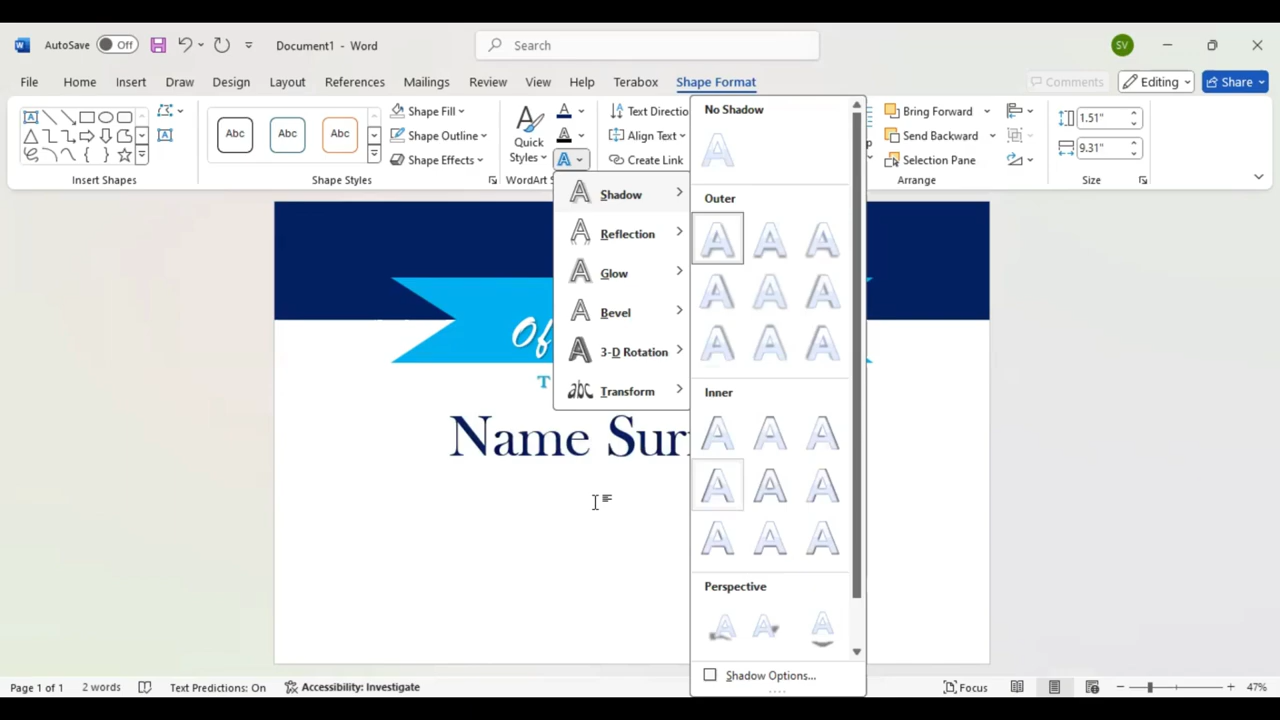 AutoSave Off Document1 - Word Search SV
File Home Insert Draw Design Layout References Mailings Review View Help Terabox Shape Format Comments Editing Share
Abc Abc Abc
Shape Fill
Shape Outline
Shape Effects
Quick
Styles
Text Directio
Align Text
Create Link
Bring Forward
Send Backward
Selection Pane
1.51"
9.31"
Insert Shapes Shape Styles WordArt S Arrange Size
Shadow
Reflection
Glow
Bevel
3-D Rotation
Transform
No Shadow
Outer
Inner
Perspective
Shadow Options...
Of
T
Name Sur
Page 1 of 1 2 words Text Predictions: On Accessibility: Investigate Focus 47%